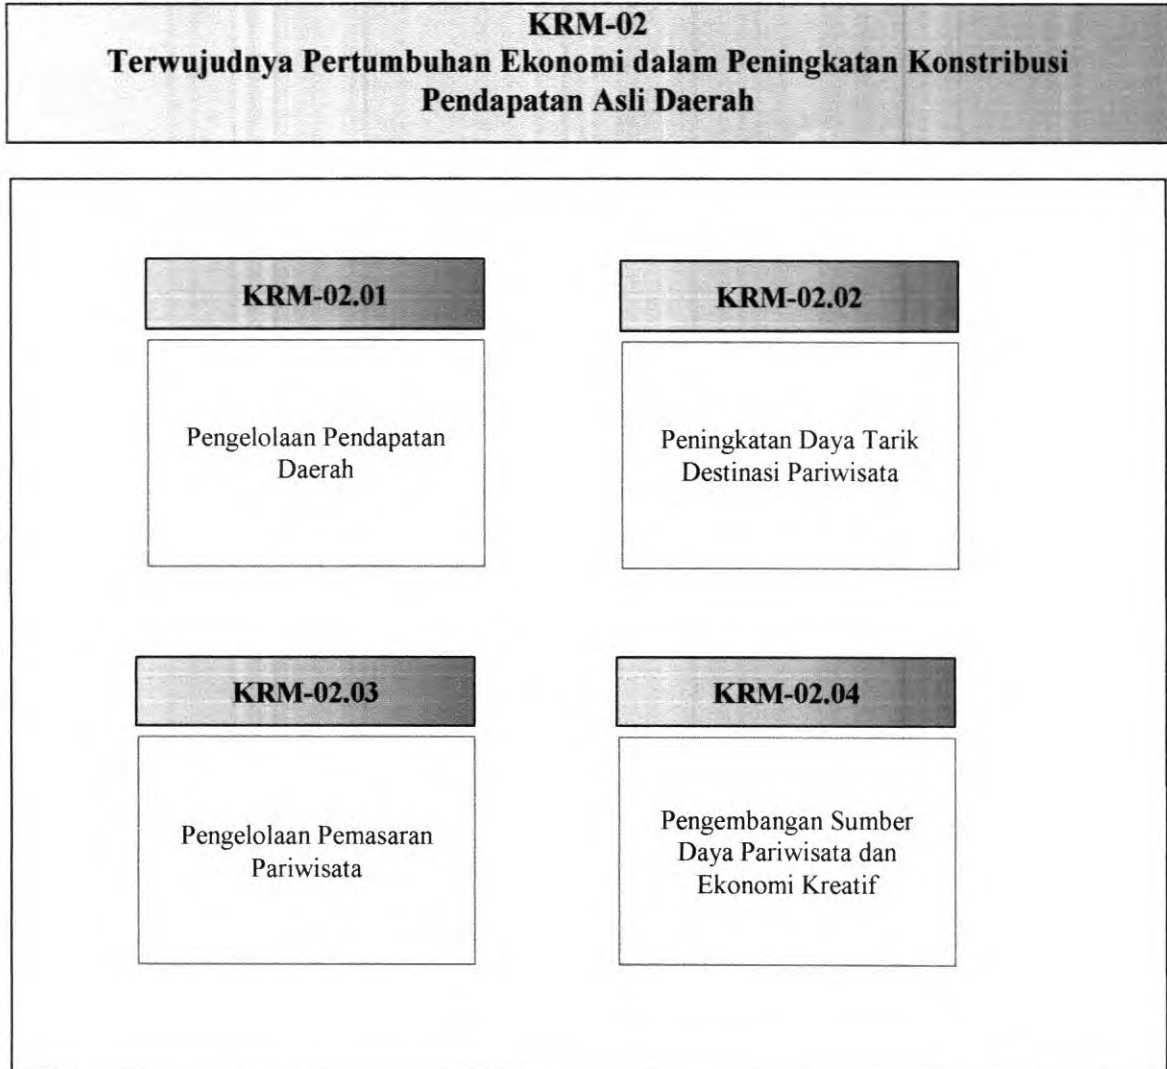 KRM-02
Terwujudnya Pertumbuhan Ekonomi dalam Peningkatan Konstribusi
Pendapatan Asli Daerah
KRM-02.01
Pengelolaan Pendapatan
Daerah
KRM-02.02
Peningkatan Daya Tarik
Destinasi Pariwisata
KRM-02.03
Pengelolaan Pemasaran
Pariwisata
KRM-02.04
Pengembangan Sumber
Daya Pariwisata dan
Ekonomi Kreatif